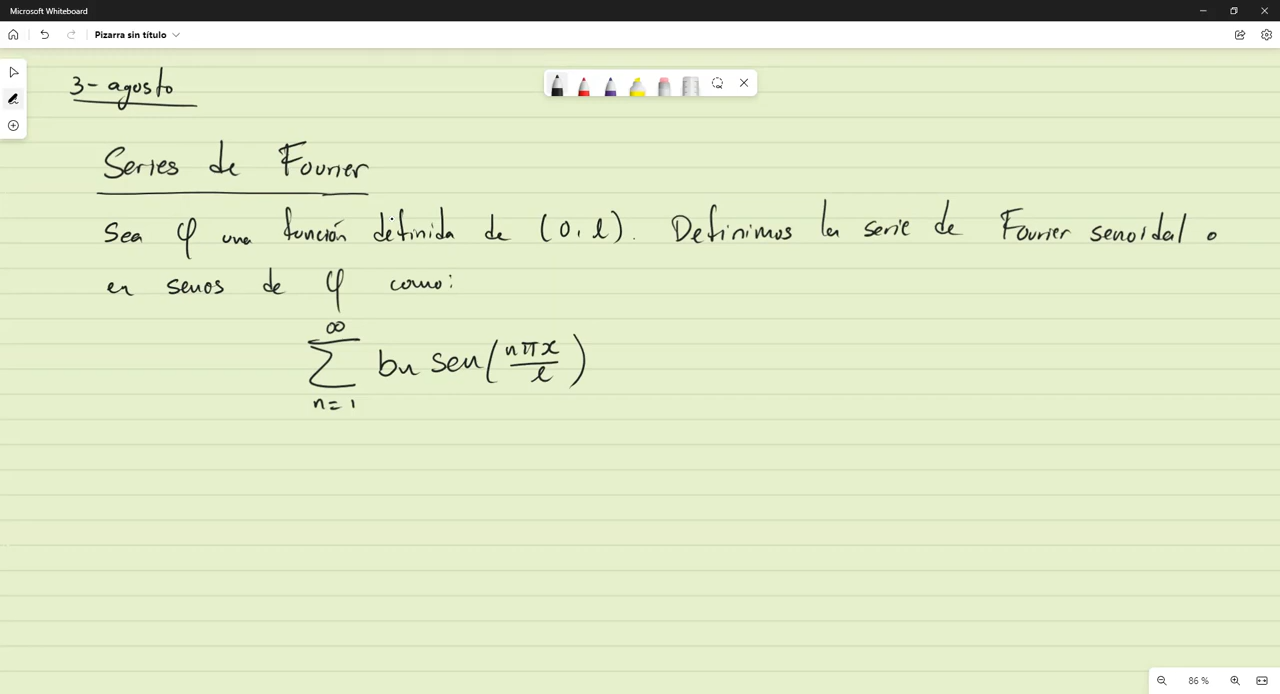 Microsoft Whiteboard
Pizarra sin título
3- agosto
Series de Fourier
Sea φ una función definida de (0, l). Definimos la serie de Fourier senoidal o
en senos de φ como:
∞
∑ bn sen(nπx/l)
n=1
86 %